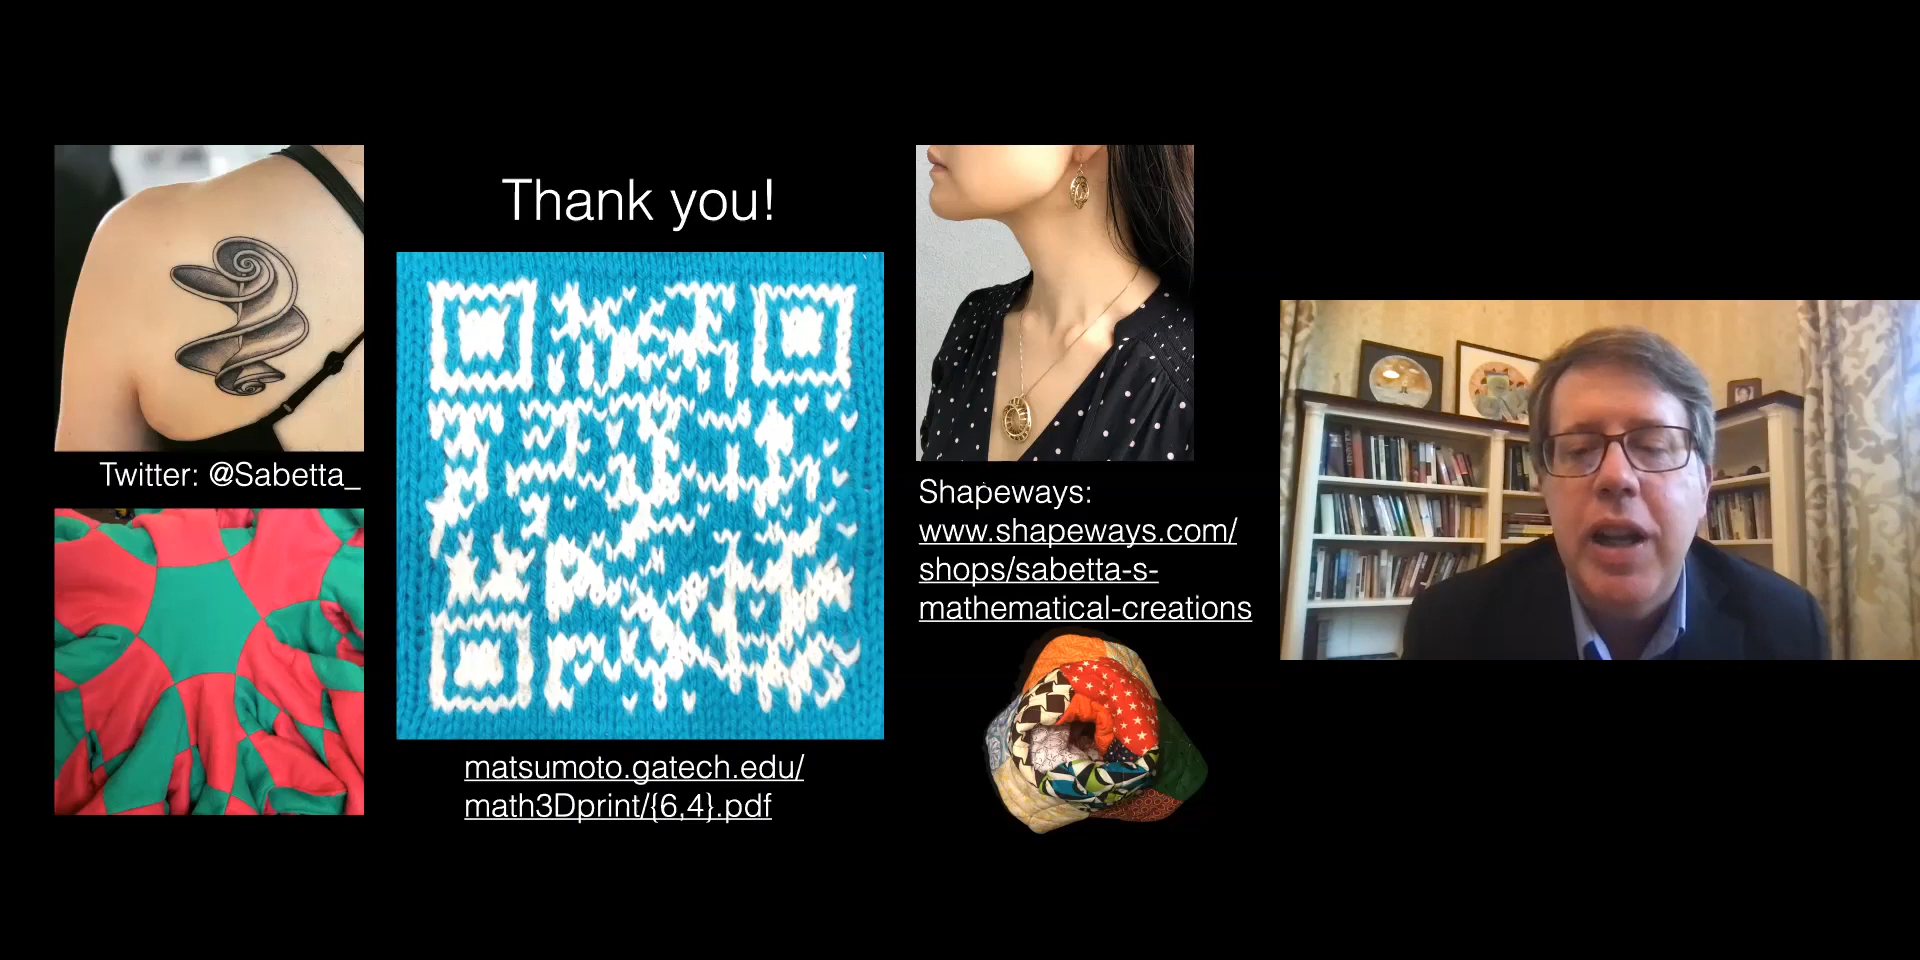 Thank you!
Twitter: @Sabetta_
matsumoto.gatech.edu/
math3Dprint/{6,4}.pdf
Shapeways:
www.shapeways.com/
shops/sabetta-s-
mathematical-creations